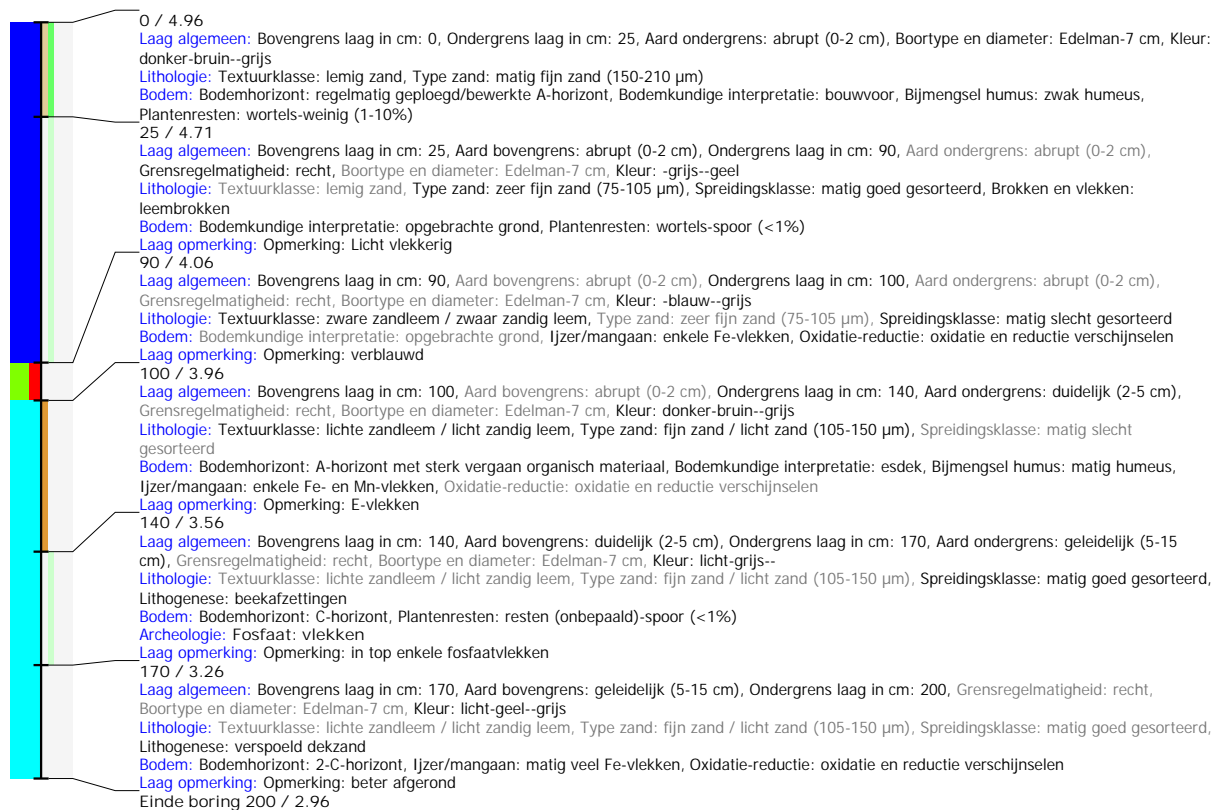 0 / 4.96
Laag algemeen: Bovengrens laag in cm: 0, Ondergrens laag in cm: 25, Aard ondergrens: abrupt (0-2 cm), Boortype en diameter: Edelman-7 cm, Kleur:
donker-bruin--grijs
Lithologie: Textuurklasse: lemig zand, Type zand: matig fijn zand (150-210 µm)
Bodem: Bodemhorizont: regelmatig geploegd/bewerkte A-horizont, Bodemkundige interpretatie: bouwvoor, Bijmengsel humus: zwak humeus,
Plantenresten: wortels-weinig (1-10%)
25 / 4.71
Laag algemeen: Bovengrens laag in cm: 25, Aard bovengrens: abrupt (0-2 cm), Ondergrens laag in cm: 90, Aard ondergrens: abrupt (0-2 cm),
Grensregelmatigheid: recht, Boortype en diameter: Edelman-7 cm, Kleur: -grijs--geel
Lithologie: Textuurklasse: lemig zand, Type zand: zeer fijn zand (75-105 µm), Spreidingsklasse: matig goed gesorteerd, Brokken en vlekken:
leembrokken
Bodem: Bodemkundige interpretatie: opgebrachte grond, Plantenresten: wortels-spoor (<1%)
Laag opmerking: Opmerking: Licht vlekkerig
90 / 4.06
Laag algemeen: Bovengrens laag in cm: 90, Aard bovengrens: abrupt (0-2 cm), Ondergrens laag in cm: 100, Aard ondergrens: abrupt (0-2 cm),
Grensregelmatigheid: recht, Boortype en diameter: Edelman-7 cm, Kleur: -blauw--grijs
Lithologie: Textuurklasse: zware zandleem / zwaar zandig leem, Type zand: zeer fijn zand (75-105 µm), Spreidingsklasse: matig slecht gesorteerd
Bodem: Bodemkundige interpretatie: opgebrachte grond, Ijzer/mangaan: enkele Fe-vlekken, Oxidatie-reductie: oxidatie en reductie verschijnselen
Laag opmerking: Opmerking: verblauwd
100 / 3.96
Laag algemeen: Bovengrens laag in cm: 100, Aard bovengrens: abrupt (0-2 cm), Ondergrens laag in cm: 140, Aard ondergrens: duidelijk (2-5 cm),
Grensregelmatigheid: recht, Boortype en diameter: Edelman-7 cm, Kleur: donker-bruin--grijs
Lithologie: Textuurklasse: lichte zandleem / licht zandig leem, Type zand: fijn zand / licht zand (105-150 µm), Spreidingsklasse: matig slecht
gesorteerd
Bodem: Bodemhorizont: A-horizont met sterk vergaan organisch materiaal, Bodemkundige interpretatie: esdek, Bijmengsel humus: matig humeus,
Ijzer/mangaan: enkele Fe- en Mn-vlekken, Oxidatie-reductie: oxidatie en reductie verschijnselen
Laag opmerking: Opmerking: E-vlekken
140 / 3.56
Laag algemeen: Bovengrens laag in cm: 140, Aard bovengrens: duidelijk (2-5 cm), Ondergrens laag in cm: 170, Aard ondergrens: geleidelijk (5-15
cm), Grensregelmatigheid: recht, Boortype en diameter: Edelman-7 cm, Kleur: licht-grijs--
Lithologie: Textuurklasse: lichte zandleem / licht zandig leem, Type zand: fijn zand / licht zand (105-150 µm), Spreidingsklasse: matig goed gesorteerd,
Lithogenese: beekafzettingen
Bodem: Bodemhorizont: C-horizont, Plantenresten: resten (onbepaald)-spoor (<1%)
Archeologie: Fosfaat: vlekken
Laag opmerking: Opmerking: in top enkele fosfaatvlekken
170 / 3.26
Laag algemeen: Bovengrens laag in cm: 170, Aard bovengrens: geleidelijk (5-15 cm), Ondergrens laag in cm: 200, Grensregelmatigheid: recht,
Boortype en diameter: Edelman-7 cm, Kleur: licht-geel--grijs
Lithologie: Textuurklasse: lichte zandleem / licht zandig leem, Type zand: fijn zand / licht zand (105-150 µm), Spreidingsklasse: matig goed gesorteerd,
Lithogenese: verspoeld dekzand
Bodem: Bodemhorizont: 2-C-horizont, Ijzer/mangaan: matig veel Fe-vlekken, Oxidatie-reductie: oxidatie en reductie verschijnselen
Laag opmerking: Opmerking: beter afgerond
Einde boring 200 / 2.96